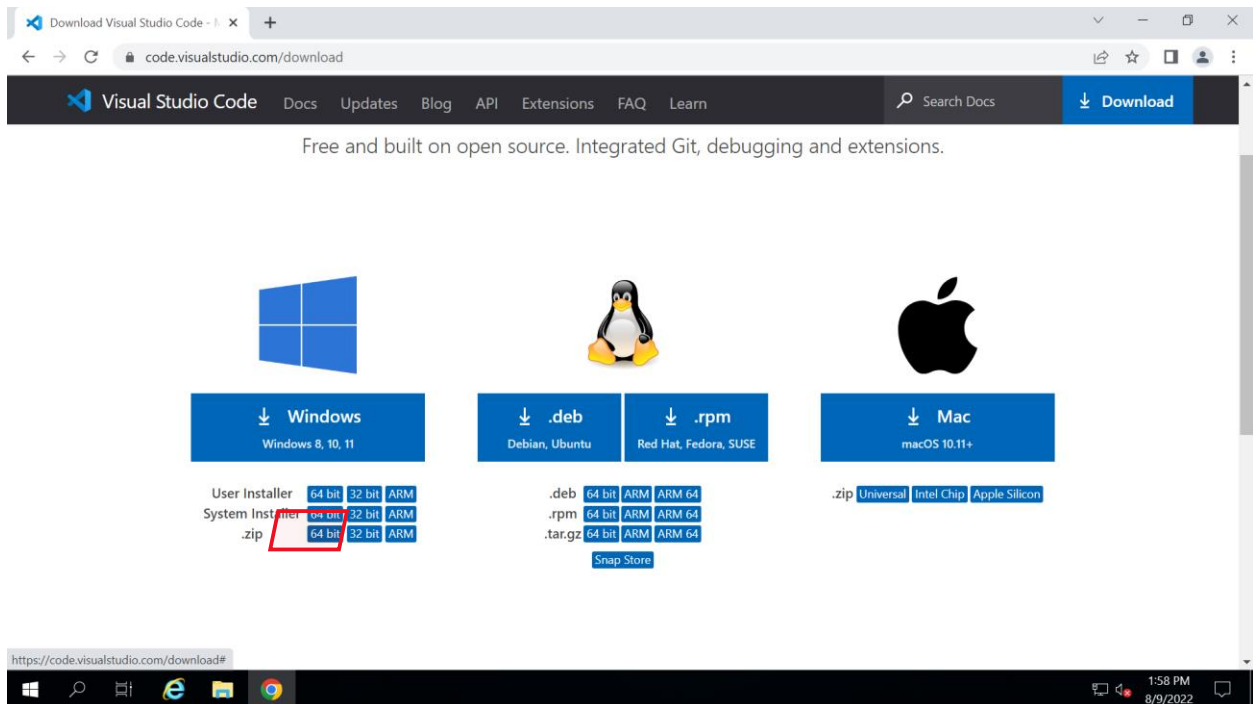 Download Visual Studio Code - M
code.visualstudio.com/download
Visual Studio Code Docs Updates Blog API Extensions FAQ Learn Search Docs Download
Free and built on open source. Integrated Git, debugging and extensions.
Windows
Windows 8, 10, 11
.deb
Debian, Ubuntu
.rpm
Red Hat, Fedora, SUSE
Mac
macOS 10.11+
User Installer 64 bit 32 bit ARM
System Installer 64 bit 32 bit ARM
.zip 64 bit 32 bit ARM
.deb 64 bit ARM ARM 64
.rpm 64 bit ARM ARM 64
.tar.gz 64 bit ARM ARM 64
Snap Store
.zip Universal Intel Chip Apple Silicon
https://code.visualstudio.com/download#
1:58 PM
8/9/2022